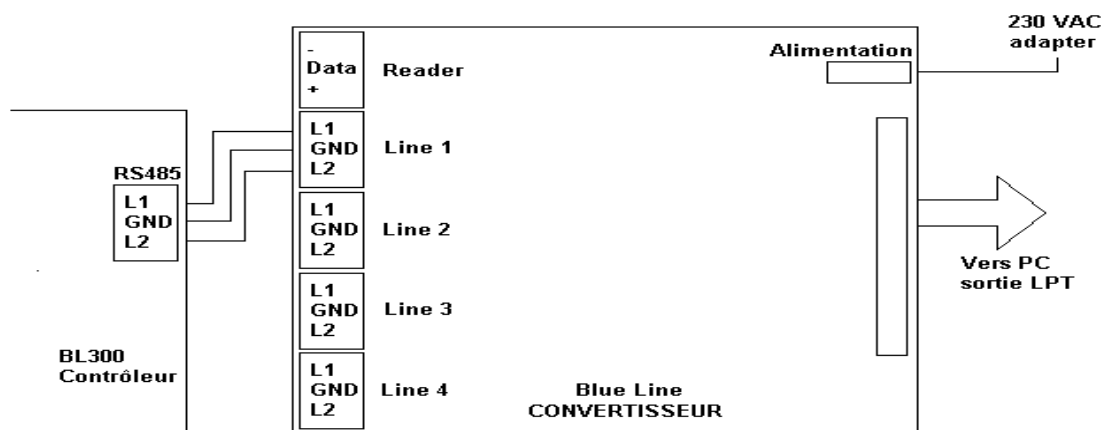 230 VAC
adapter
Alimentation
-
Data
+
Reader
L1
GND
L2
Line 1
RS485
L1
GND
L2
L1
GND
L2
Line 2
Vers PC
sortie LPT
L1
GND
L2
Line 3
BL300
Contrôleur
L1
GND
L2
Line 4
Blue Line
CONVERTISSEUR